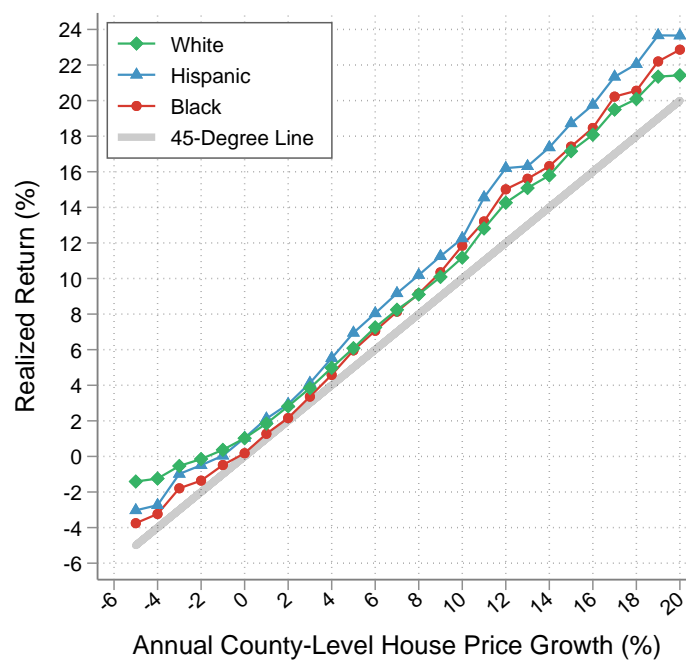 24
22
20
18
16
14
12
10
8
6
4
2
0
-2
-4
-6
White
Hispanic
Black
45-Degree Line
Realized Return (%)
-6 -4 -2 0 2 4 6 8 10 12 14 16 18 20
Annual County-Level House Price Growth (%)